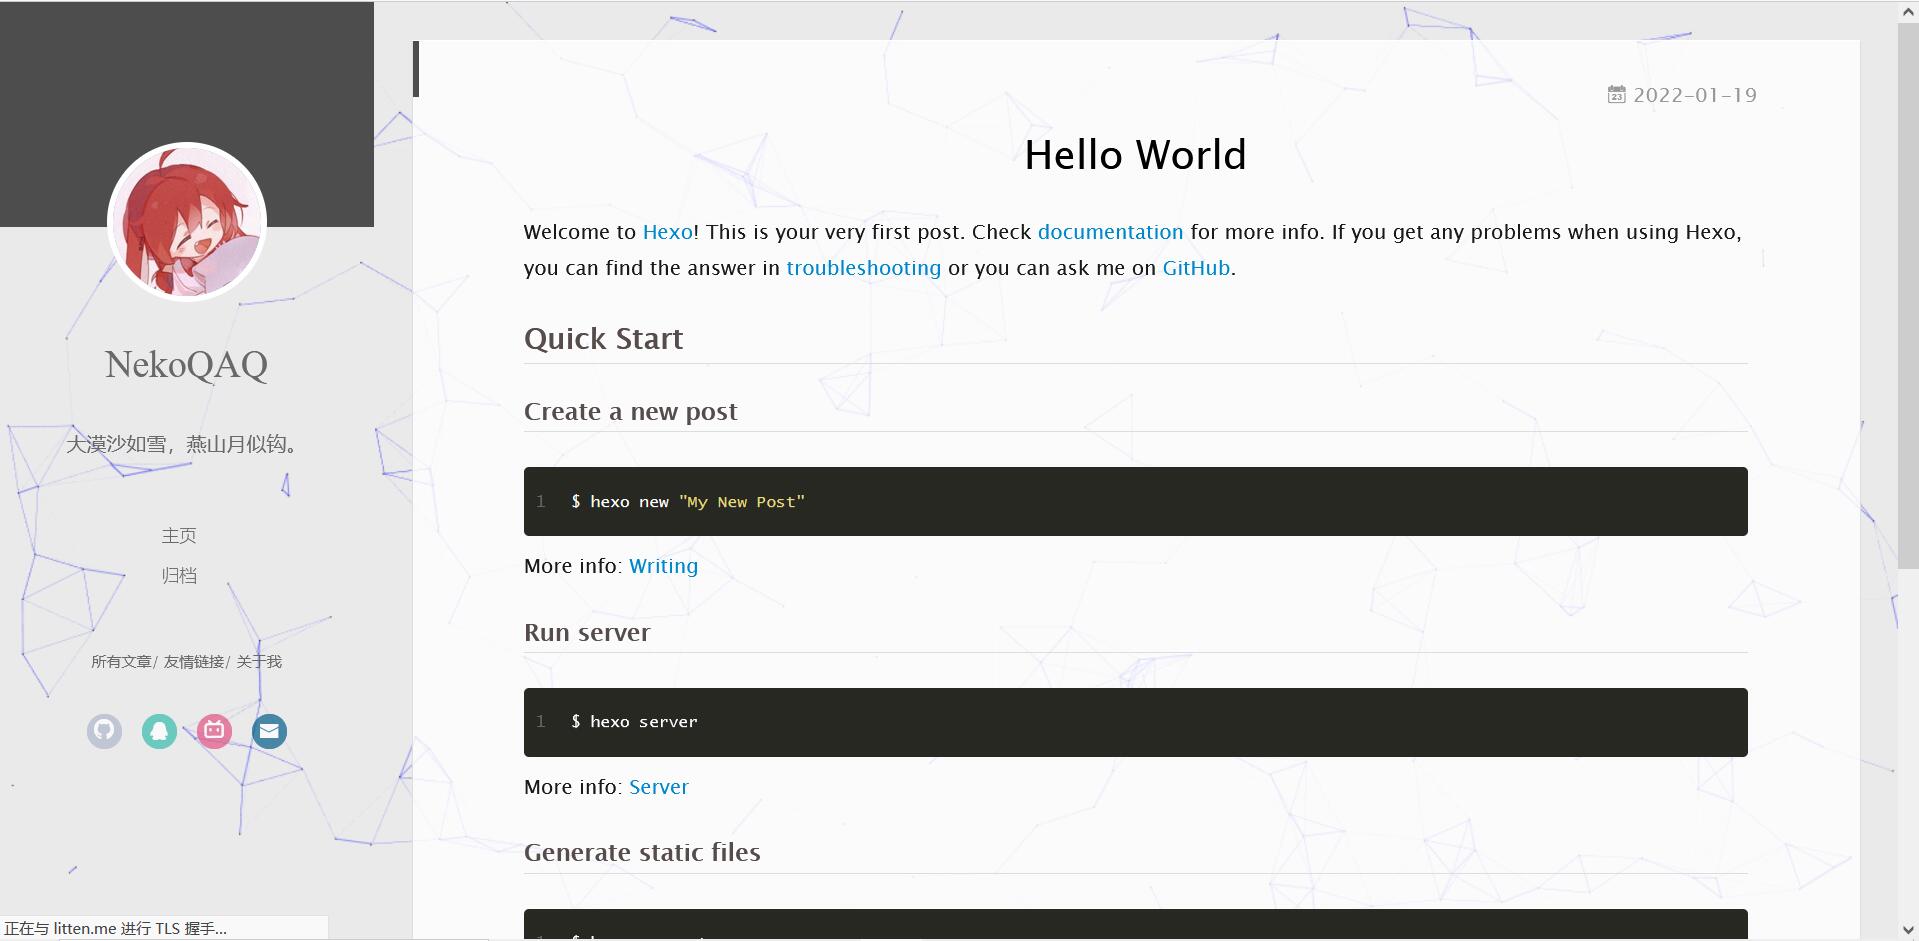 NekoQAQ
大漠沙如雪，燕山月似钩。
主页
归档
所有文章/ 友情链接/ 关于我
正在与 litten.me 进行 TLS 握手...
23 2022-01-19
Hello World
Welcome to Hexo! This is your very first post. Check documentation for more info. If you get any problems when using Hexo,
you can find the answer in troubleshooting or you can ask me on GitHub.
Quick Start
Create a new post
1 $ hexo new "My New Post"
More info: Writing
Run server
1 $ hexo server
More info: Server
Generate static files